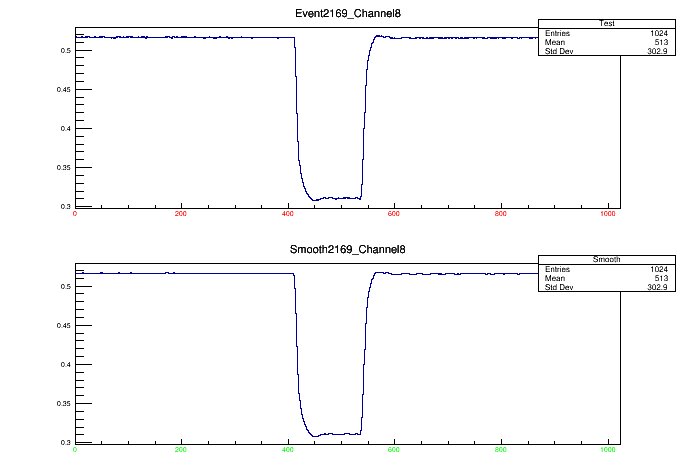 Event2169_Channel8
Test
Entries 1024
Mean 513
Std Dev 302.9
0.5
0.45
0.4
0.35
0.3
0 200 400 600 800 1000
Smooth2169_Channel8
Smooth
Entries 1024
Mean 513
Std Dev 302.9
0.5
0.45
0.4
0.35
0.3
0 200 400 600 800 1000